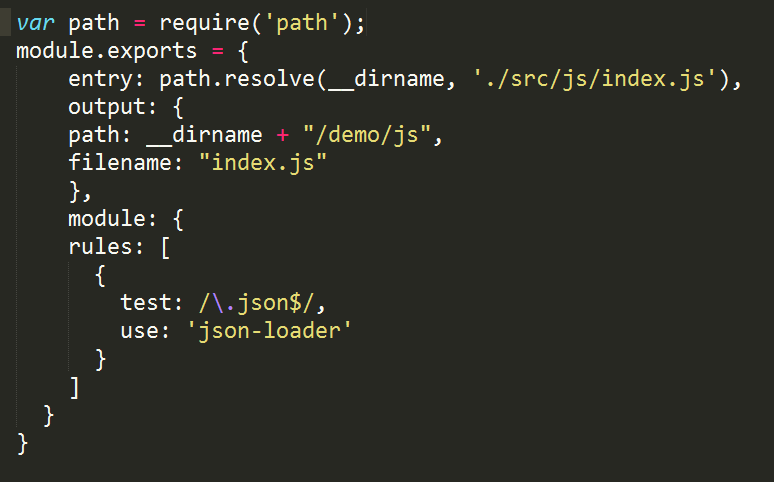 var path = require('path');
module.exports = {
    entry: path.resolve(__dirname, './src/js/index.js'),
    output: {
    path: __dirname + "/demo/js",
    filename: "index.js"
    },
    module: {
    rules: [
      {
        test: /\.json$/,
        use: 'json-loader'
      }
    ]
  }
}